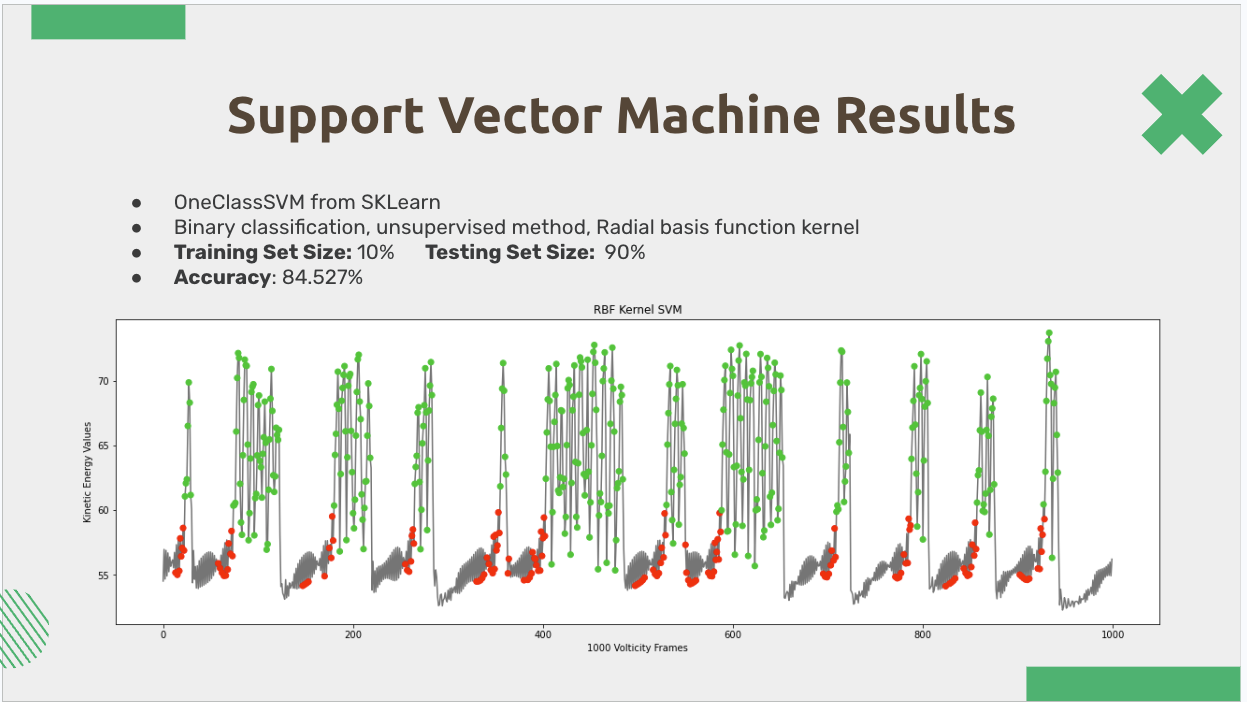 Support Vector Machine Results
● OneClassSVM from SKLearn
● Binary classification, unsupervised method, Radial basis function kernel
● Training Set Size: 10% Testing Set Size: 90%
● Accuracy: 84.527%
RBF Kernel SVM
70
65
60
55
Kinetic Energy Values
0 200 400 600 800 1000
1000 Volticity Frames